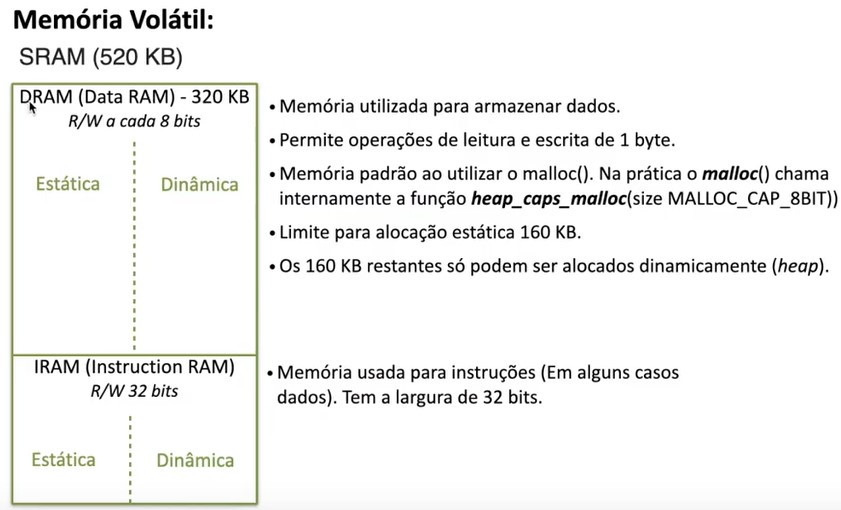 Memória Volátil:
SRAM (520 KB)
DRAM (Data RAM) - 320 KB
R/W a cada 8 bits
Estática
Dinâmica
• Memória utilizada para armazenar dados.
• Permite operações de leitura e escrita de 1 byte.
• Memória padrão ao utilizar o malloc(). Na prática o malloc() chama
internamente a função heap_caps_malloc(size MALLOC_CAP_8BIT))
• Limite para alocação estática 160 KB.
• Os 160 KB restantes só podem ser alocados dinamicamente (heap).
IRAM (Instruction RAM)
R/W 32 bits
Estática
Dinâmica
• Memória usada para instruções (Em alguns casos
dados). Tem a largura de 32 bits.